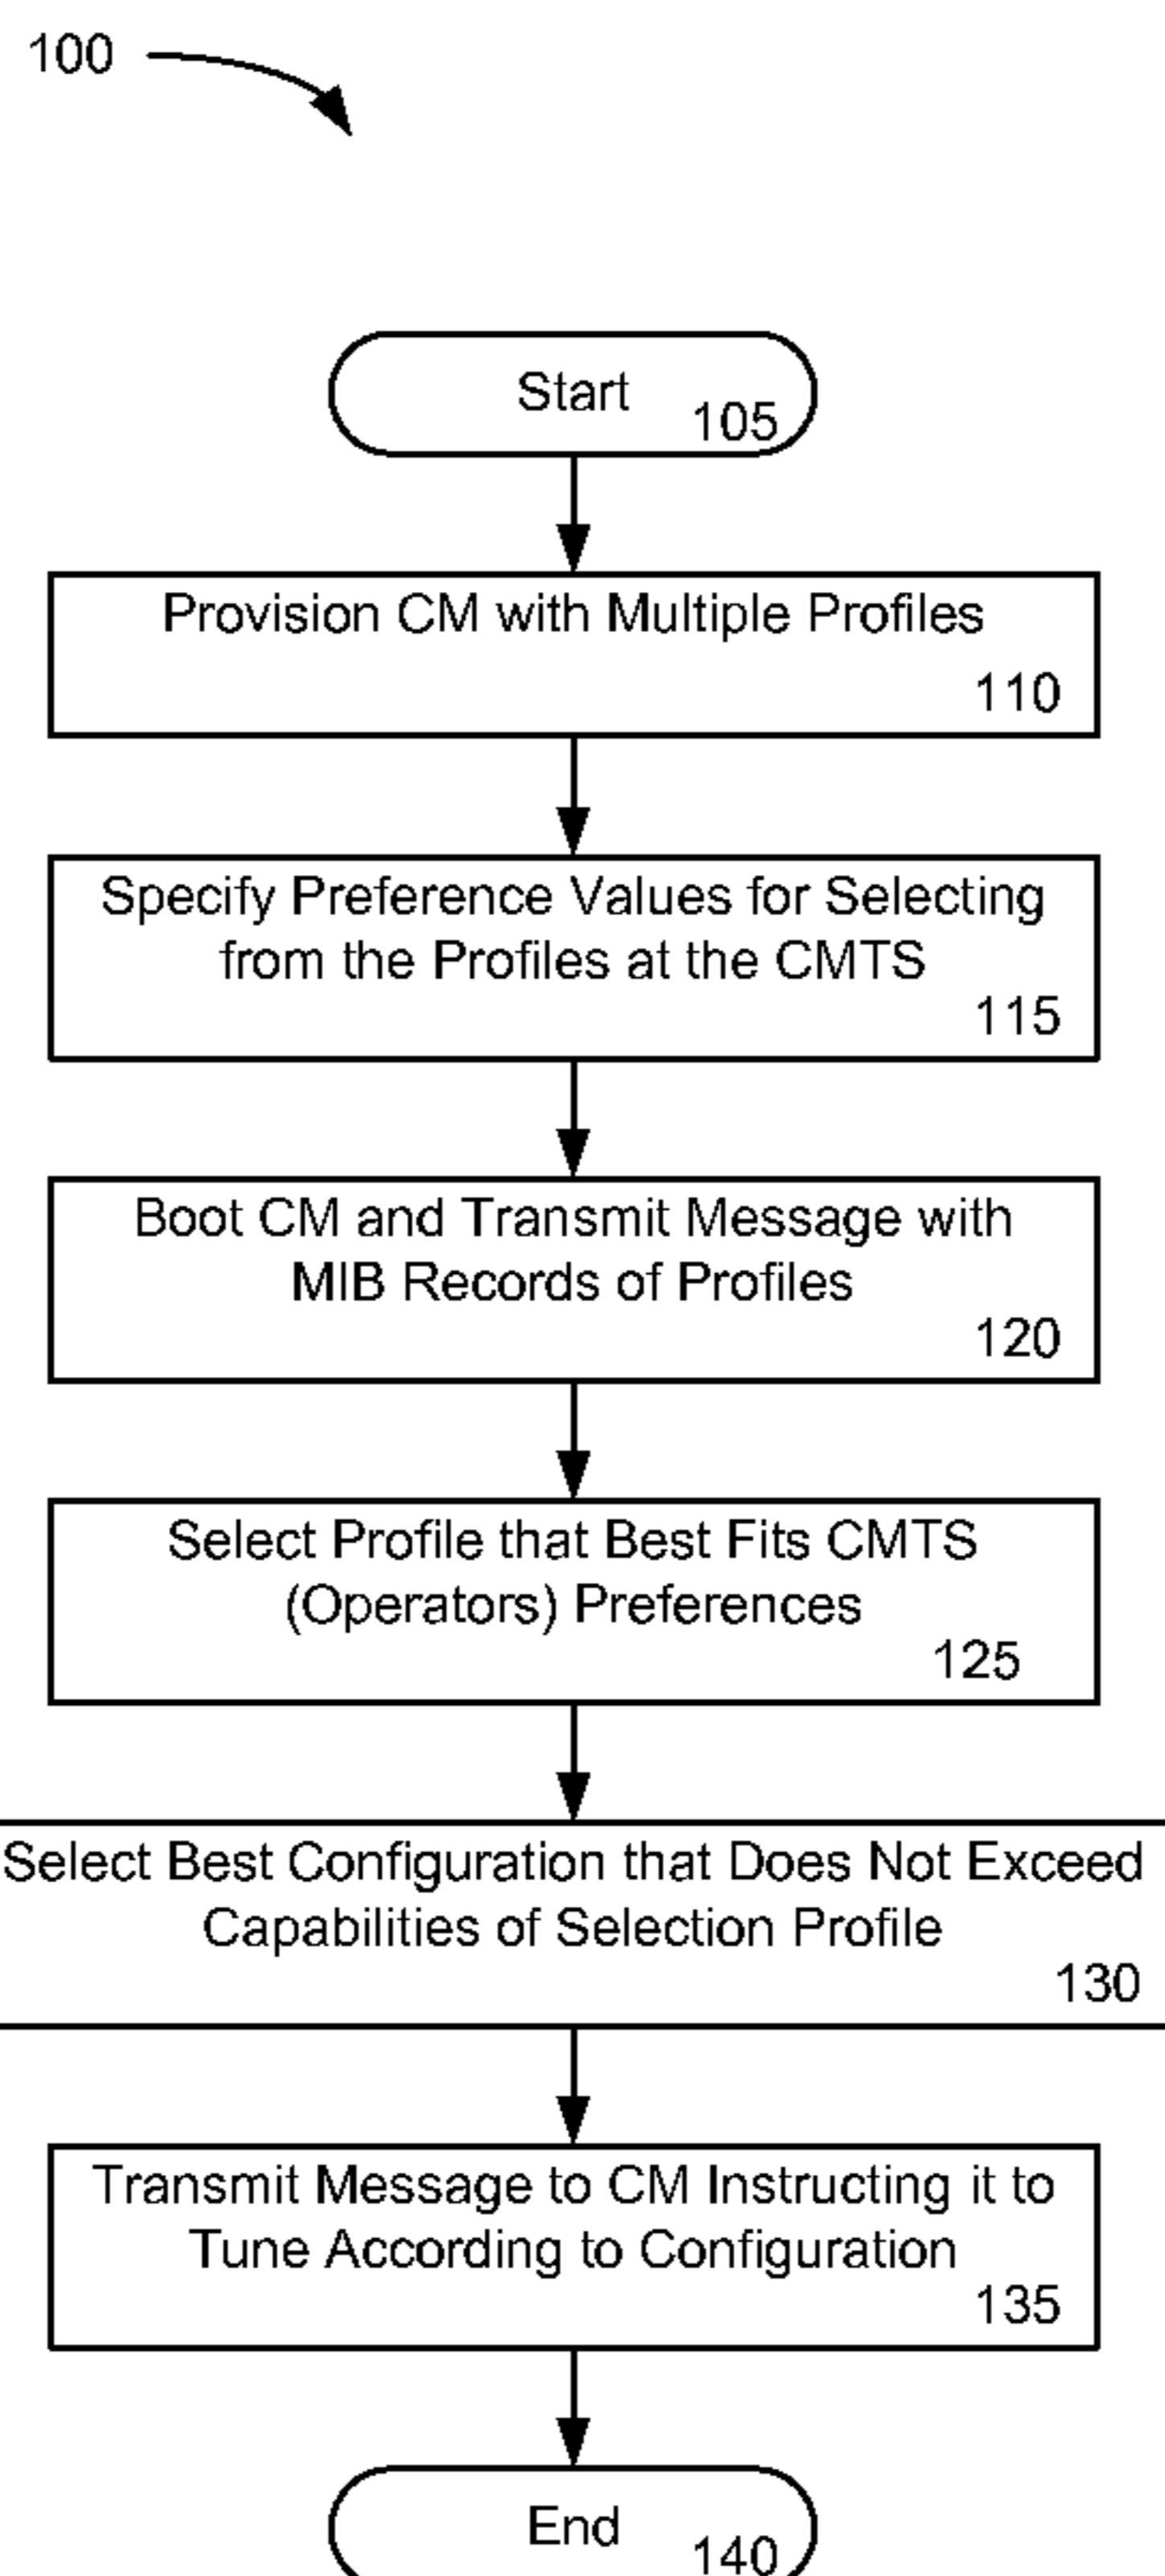 100
Start
105
Provision CM with Multiple Profiles
110
Specify Preference Values for Selecting
from the Profiles at the CMTS
115
Boot CM and Transmit Message with
MIB Records of Profiles
120
Select Profile that Best Fits CMTS
(Operators) Preferences
125
Select Best Configuration that Does Not Exceed
Capabilities of Selection Profile
130
Transmit Message to CM Instructing it to
Tune According to Configuration
135
End
140